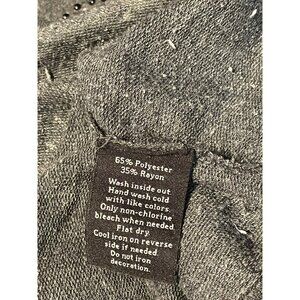 65% Polyester
35% Rayon
Wash inside out
Hand wash cold
with like colors.
Only non-chlorine
bleach when needed
Flat dry.
Cool iron on reverse
side if needed
Do not iron
decoration.